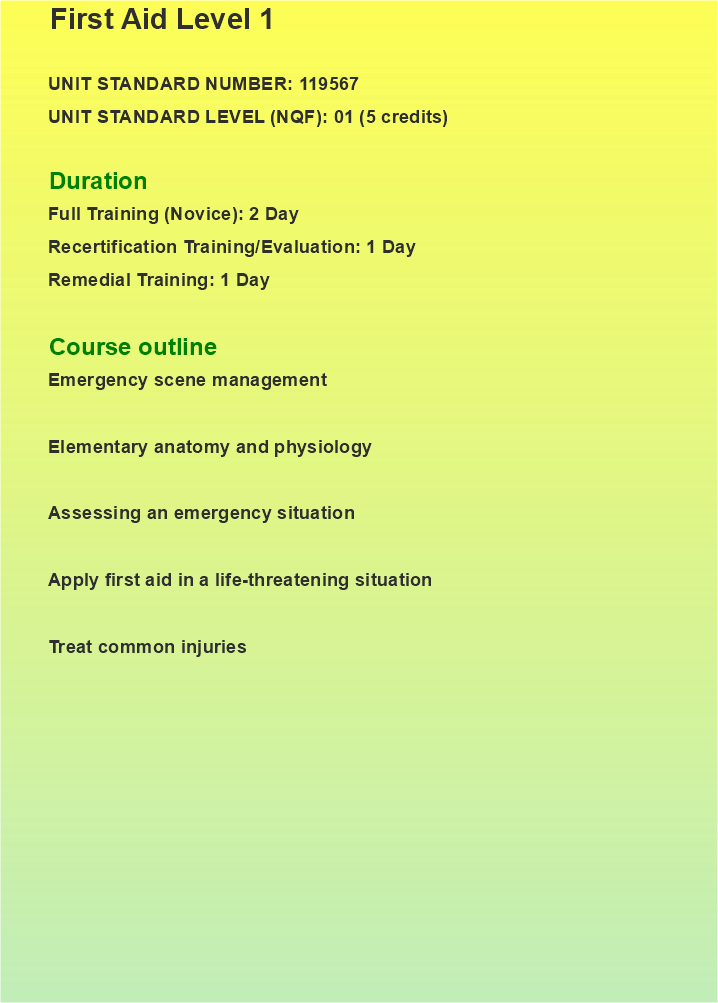 First Aid Level 1
UNIT STANDARD NUMBER: 119567
UNIT STANDARD LEVEL (NQF): 01 (5 credits)
Duration
Full Training (Novice): 2 Day
Recertification Training/Evaluation: 1 Day
Remedial Training: 1 Day
Course outline
Emergency scene management
Elementary anatomy and physiology
Assessing an emergency situation
Apply first aid in a life-threatening situation
Treat common injuries